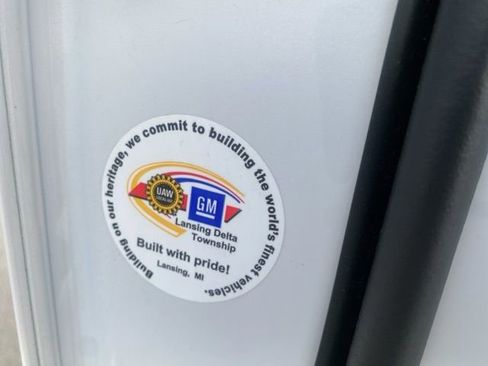 Building on our heritage, we commit to building the world's finest vehicles.
UAW
GM
Lansing Delta
Township
Built with pride!
Lansing, MI